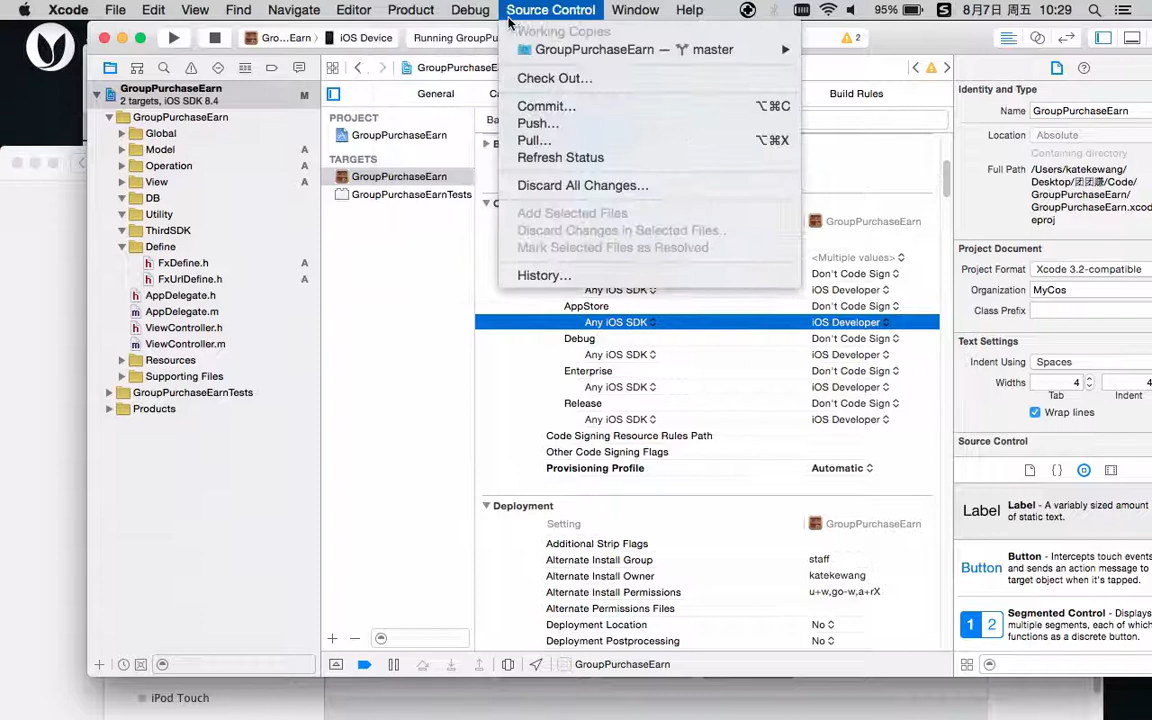 Xcode File Edit View Find Navigate Editor Product Debug Source Control Window Help 95% 8月7日 周五 10:29
Gro...Earn iOS Device Running GroupPu 2
Working Copies
GroupPurchaseEarn — master
Check Out...
Commit... ⌥⌘C
Push...
Pull... ⌥⌘X
Refresh Status
Discard All Changes...
Add Selected Files
Discard Changes in Selected Files...
Mark Selected Files as Resolved
History...
GroupPurchaseEarn M
2 targets, iOS SDK 8.4
GroupPurchaseEarn
Global
Model A
Operation A
View A
DB
Utility
ThirdSDK
Define
FxDefine.h A
FxUrlDefine.h A
AppDelegate.h
AppDelegate.m
ViewController.h
ViewController.m
Resources
Supporting Files
GroupPurchaseEarnTests
Products
GroupPurchaseE
General Ca Build Rules
PROJECT
GroupPurchaseEarn
TARGETS
GroupPurchaseEarn
GroupPurchaseEarnTests
Ba
GroupPurchaseEarn
<Multiple values>
Don't Code Sign
Any iOS SDK iOS Developer
AppStore Don't Code Sign
Any iOS SDK iOS Developer
Debug Don't Code Sign
Any iOS SDK iOS Developer
Enterprise Don't Code Sign
Any iOS SDK iOS Developer
Release Don't Code Sign
Any iOS SDK iOS Developer
Code Signing Resource Rules Path
Other Code Signing Flags
Provisioning Profile Automatic
Deployment
Setting GroupPurchaseEarn
Additional Strip Flags
Alternate Install Group staff
Alternate Install Owner katekewang
Alternate Install Permissions u+w,go-w,a+rX
Alternate Permissions Files
Deployment Location No
Deployment Postprocessing No
GroupPurchaseEarn
Identity and Type
Name GroupPurchaseEarn
Location Absolute
Containing directory
Full Path /Users/katekewang/
Desktop/团团赚/Code/
GroupPurchaseEarn/
GroupPurchaseEarn.xcod
eproj
Project Document
Project Format Xcode 3.2-compatible
Organization MyCos
Class Prefix
Text Settings
Indent Using Spaces
Widths 4 4
Tab Indent
Wrap lines
Source Control
Label Label - A variably sized amount
of static text.
Button Button - Intercepts touch events
and sends an action message to
target object when it's tapped.
1 2 Segmented Control - Displays
multiple segments, each of which
functions as a discrete button.
iPod Touch